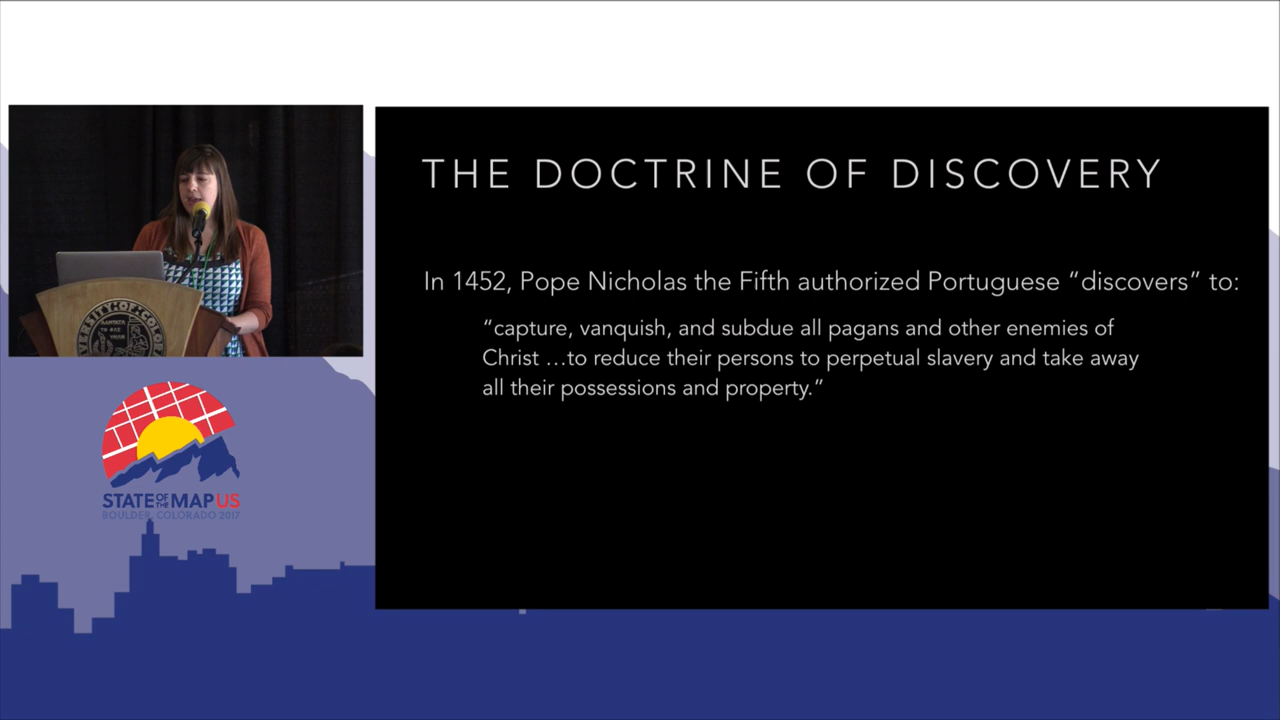 THE DOCTRINE OF DISCOVERY
In 1452, Pope Nicholas the Fifth authorized Portuguese “discovers” to:
“capture, vanquish, and subdue all pagans and other enemies of
Christ …to reduce their persons to perpetual slavery and take away
all their possessions and property.”
STATE OF THE MAP US
BOULDER, COLORADO 2017